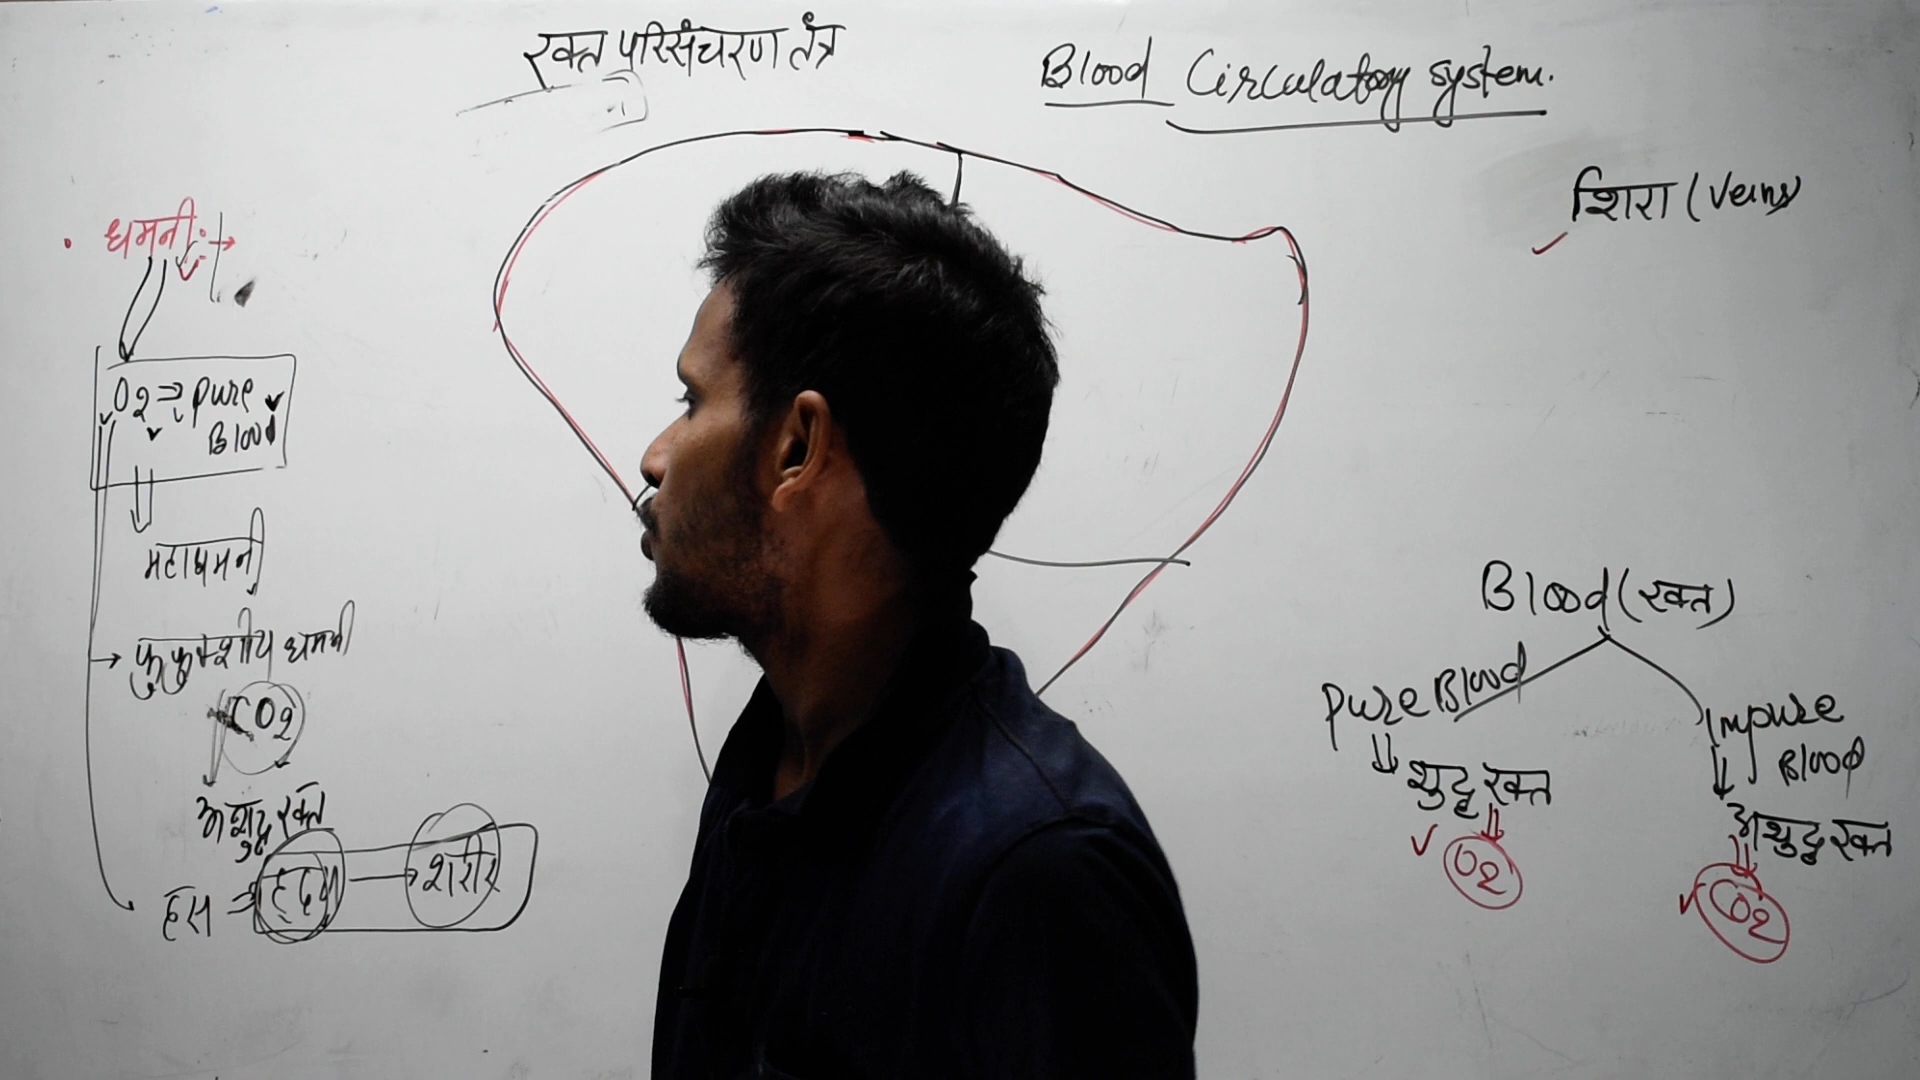 रक्त परिसंचरण तंत्र
Blood Circulatory system.
धमनी:→
O2 ⇒ pure
Blood
महाधमनी
→ फुफुस्शीय धमनी
CO2
अशुद्ध रक्त
हंस ⇒ हृदय → शरीर
शिरा (Veins)
Blood (रक्त)
Pure Blood
Impure
Blood
शुद्ध रक्त
O2
अशुद्ध रक्त
CO2